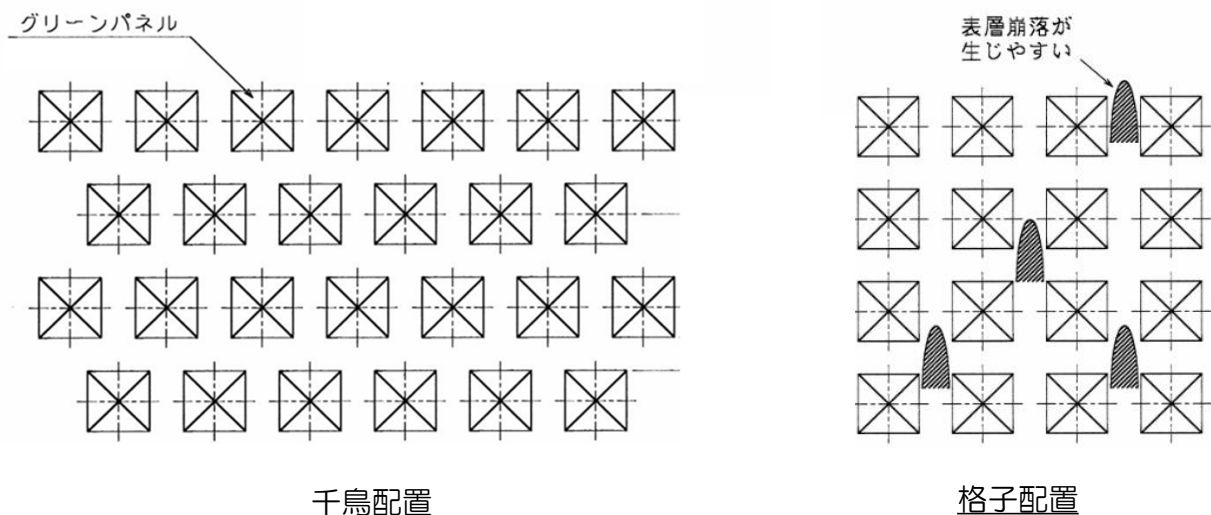 グリーンパネル
表層崩落が
生じやすい
千鳥配置
格子配置